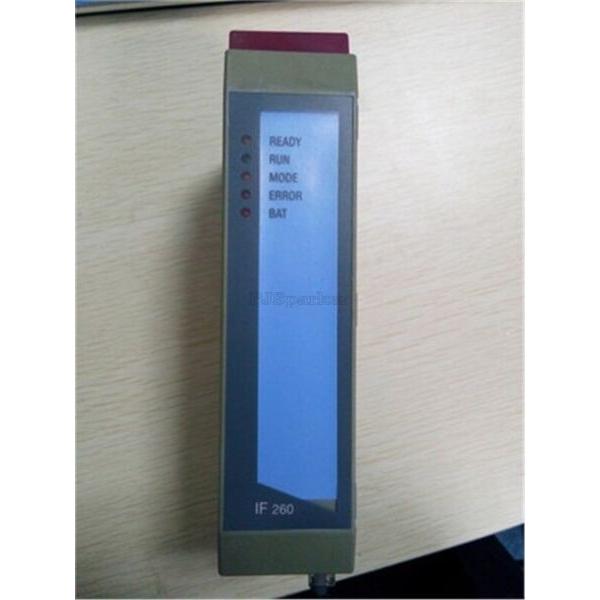 READY
RUN
MODE
ERROR
BAT
IF 260